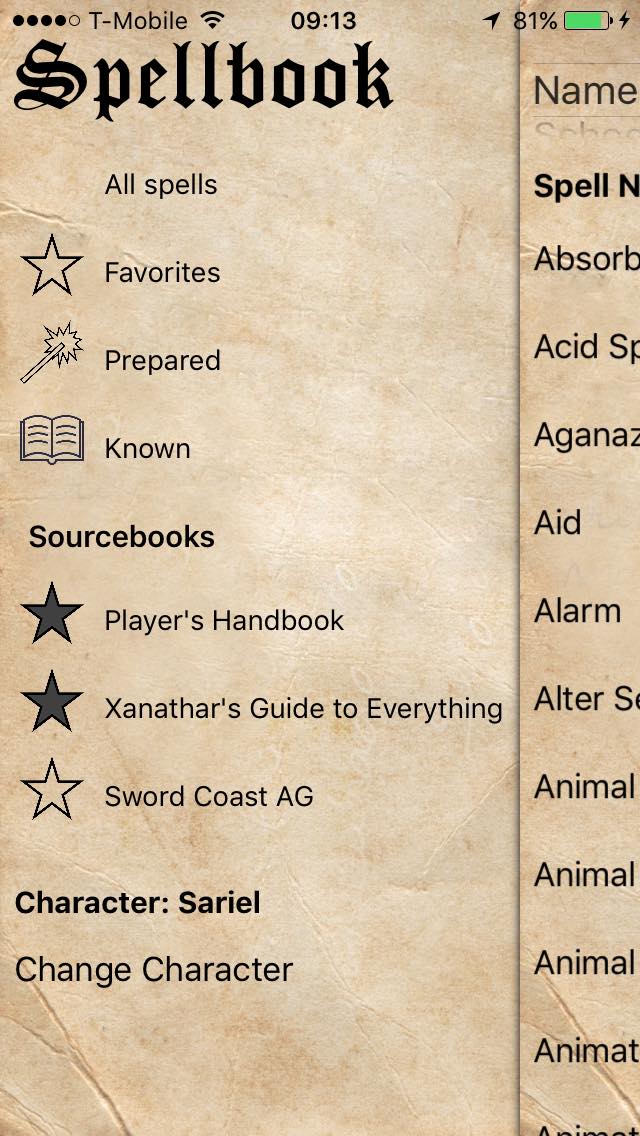 T-Mobile 09:13 81%
Spellbook
All spells
Favorites
Prepared
Known
Sourcebooks
Player's Handbook
Xanathar's Guide to Everything
Sword Coast AG
Character: Sariel
Change Character
Name
Spell N
Absorb
Acid Sp
Aganaz
Aid
Alarm
Alter Se
Animal
Animal
Animal
Animat